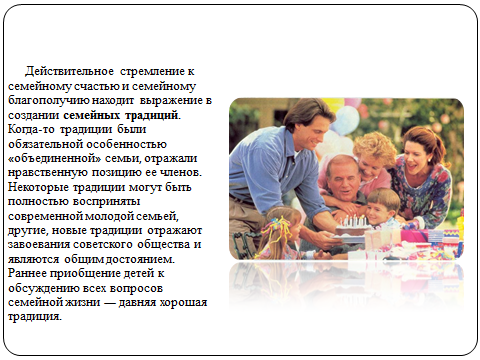 Действительное стремление к
семейному счастью и семейному
благополучию находит выражение в
создании семейных традиций.
Когда-то традиции были
обязательной особенностью
«объединенной» семьи, отражали
нравственную позицию ее членов.
Некоторые традиции могут быть
полностью восприняты
современной молодой семьей,
другие, новые традиции отражают
завоевания советского общества и
являются общим достоянием.
Раннее приобщение детей к
обсуждению всех вопросов
семейной жизни — давняя хорошая
традиция.